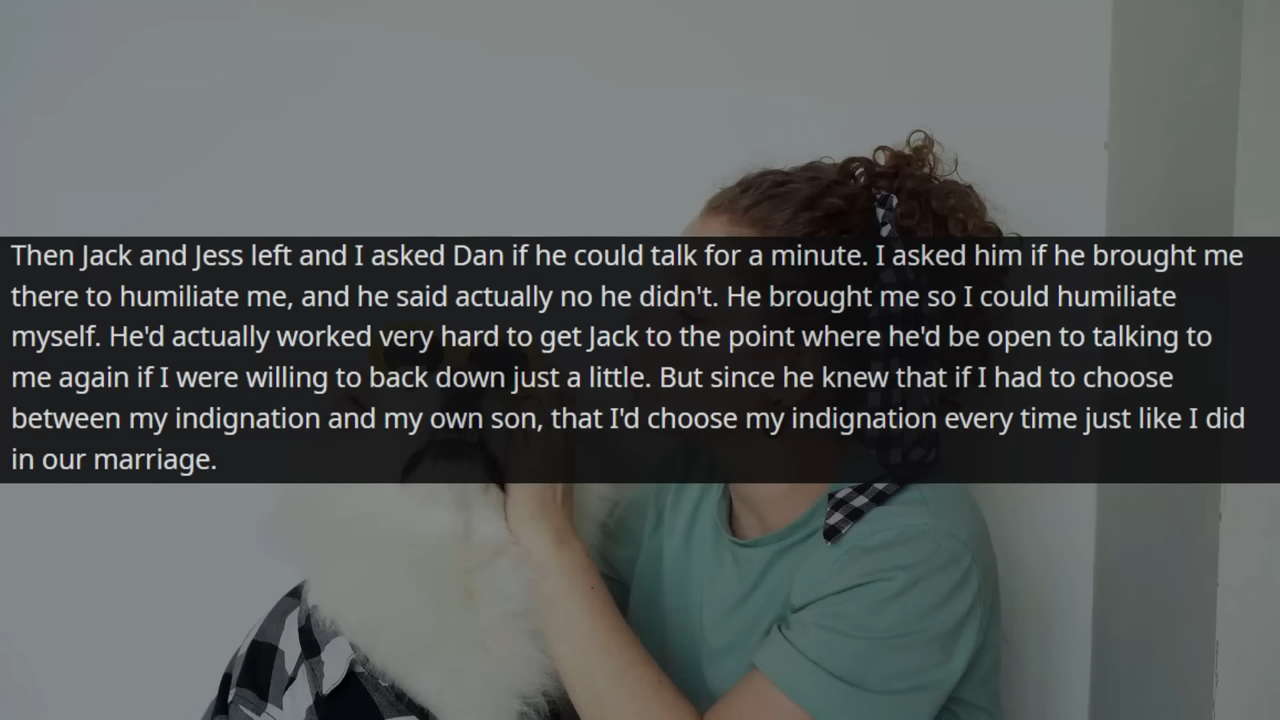 Then Jack and Jess left and I asked Dan if he could talk for a minute. I asked him if he brought me
there to humiliate me, and he said actually no he didn't. He brought me so I could humiliate
myself. He'd actually worked very hard to get Jack to the point where he'd be open to talking to
me again if I were willing to back down just a little. But since he knew that if I had to choose
between my indignation and my own son, that I'd choose my indignation every time just like I did
in our marriage.